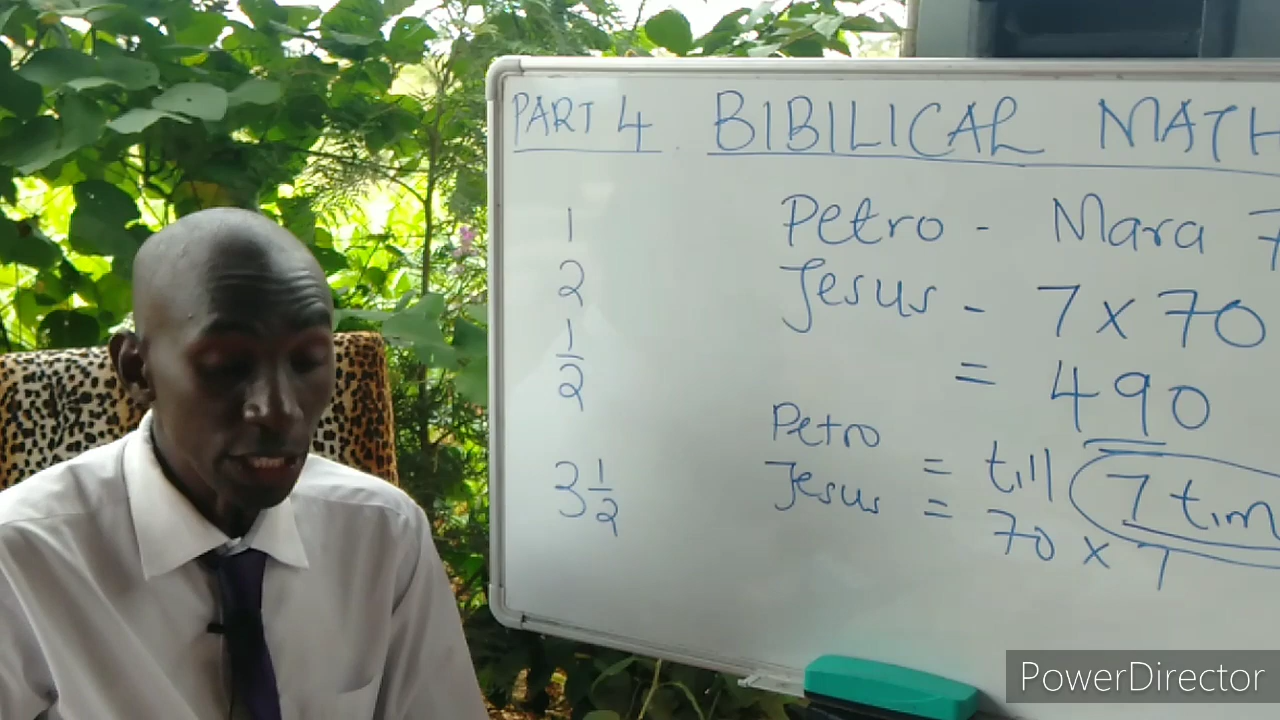 PART 4 BIBILICAL MATH
1
2
1/2
3 1/2
Petro - Mara 7
Jesus - 7 x 70
= 490
Petro = till 7 tim
Jesus = 70 x 7
PowerDirector